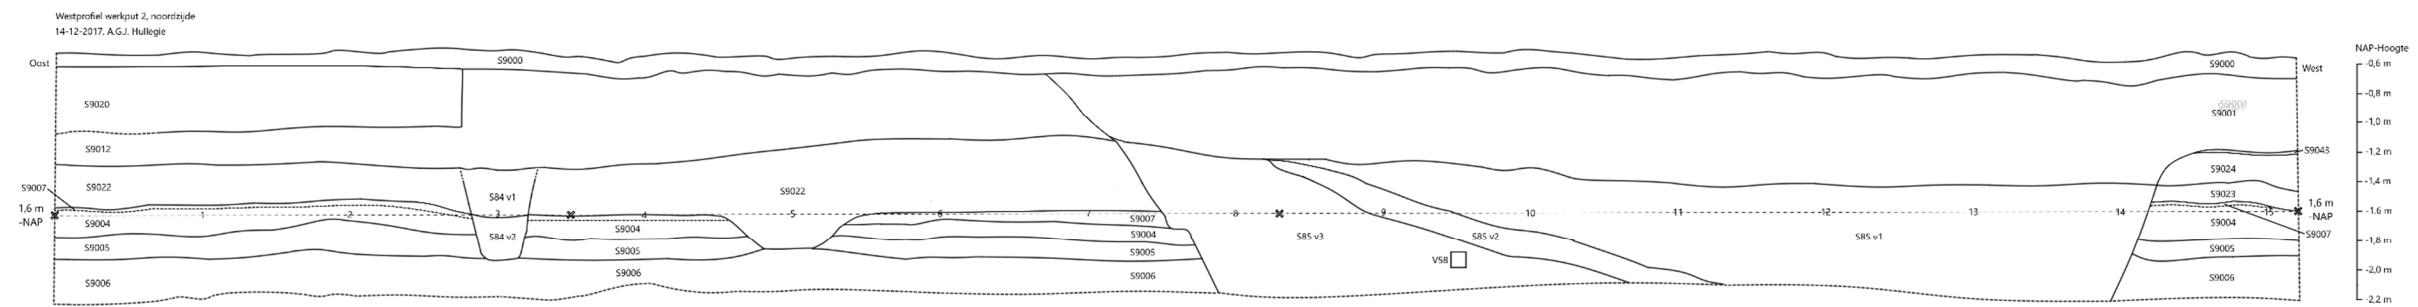 Westprofiel werkput 2, noordzijde
14-12-2017, A.G.J. Hullegie
NAP-Hoogte
Oost
S9000
S9000
West
-0,6 m
-0,8 m
S9020
S9001
-1,0 m
S9012
S9043
-1,2 m
S9024
S9007
S9022
S84 v1
S9022
S9023
-1,4 m
1,6 m
-NAP
1 2 3 4 5 6 7 8 9 10 11 12 13 14 15
1,6 m
-NAP
-1,6 m
S9004
S84 v2
S9004
S9007
S9004
S85 v3
S85 v2
S85 v1
S9004
S9007
-1,8 m
S9005
S9005
S9005
V58
S9005
S9006
S9006
S9006
S9006
-2,0 m
-2,2 m